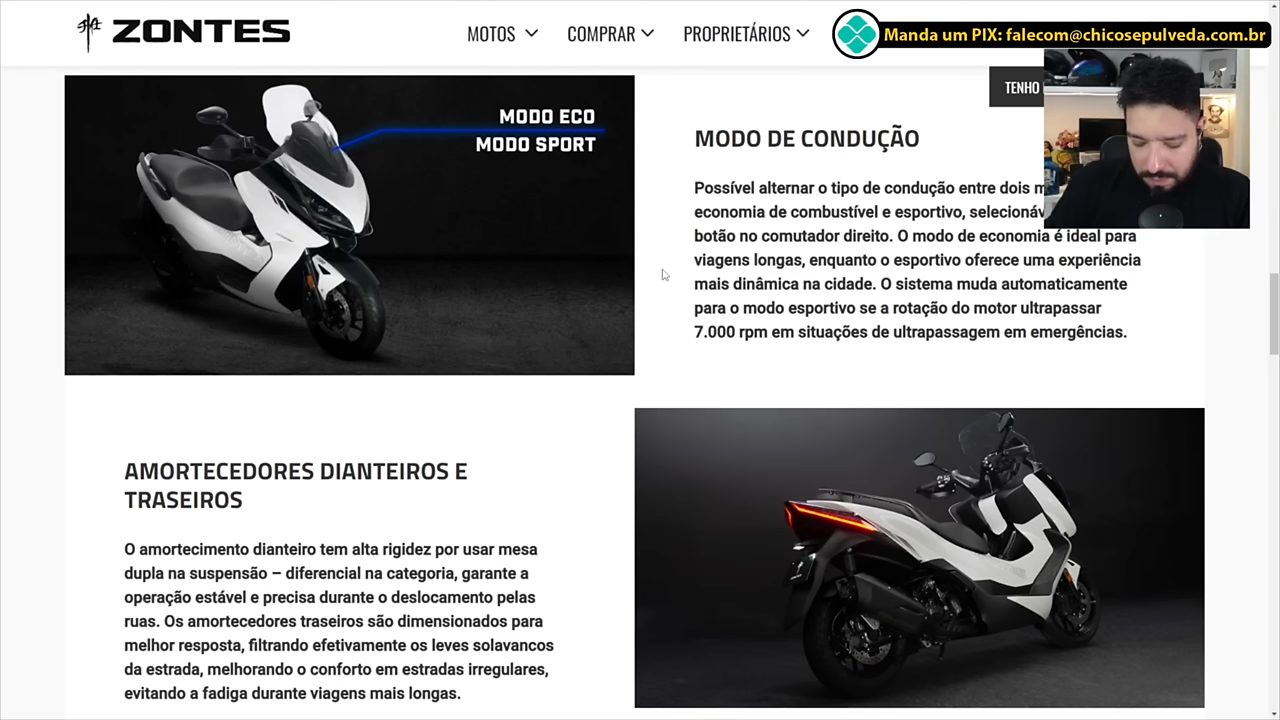 ZONTES
MOTOS
COMPRAR
PROPRIETÁRIOS
Manda um PIX: falecom@chicosepulveda.com.br
TENHO
MODO ECO
MODO SPORT
MODO DE CONDUÇÃO
Possível alternar o tipo de condução entre dois
economia de combustível e esportivo,
botão no comutador direito. O modo de economia é ideal para
viagens longas, enquanto o esportivo oferece uma experiência
mais dinâmica na cidade. O sistema muda automaticamente
para o modo esportivo se a rotação do motor ultrapassar
7.000 rpm em situações de ultrapassagem em emergências.
AMORTECEDORES DIANTEIROS E
TRASEIROS
O amortecimento dianteiro tem alta rigidez por usar mesa
dupla na suspensão – diferencial na categoria, garante a
operação estável e precisa durante o deslocamento pelas
ruas. Os amortecedores traseiros são dimensionados para
melhor resposta, filtrando efetivamente os leves solavancos
da estrada, melhorando o conforto em estradas irregulares,
evitando a fadiga durante viagens mais longas.